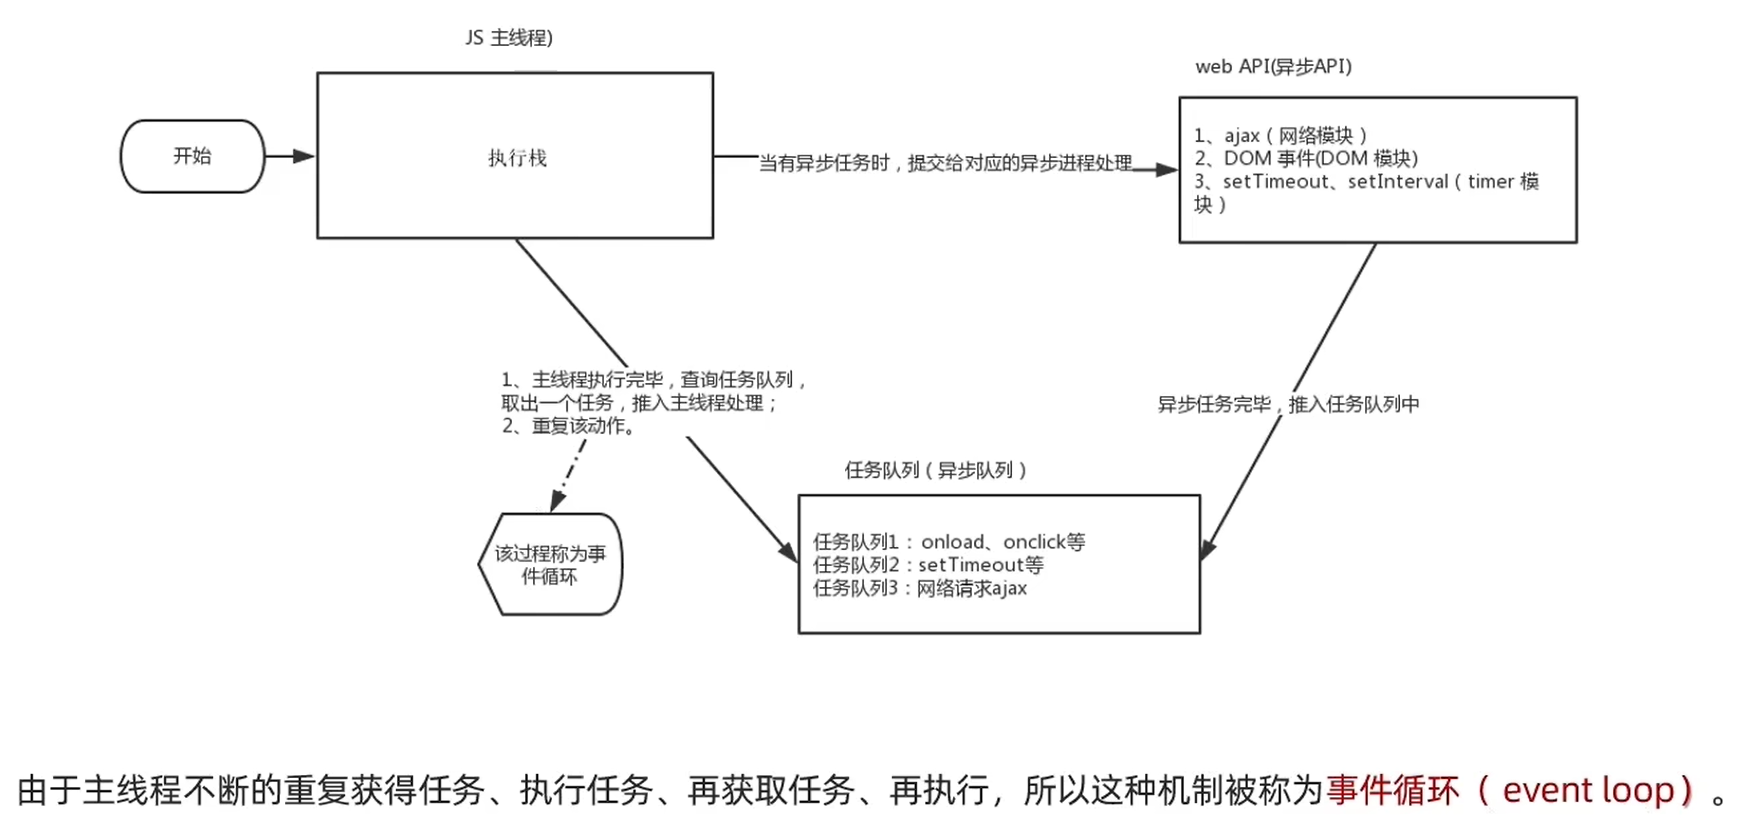 JS 主线程)
web API(异步API)
开始
执行栈
当有异步任务时，提交给对应的异步进程处理
1、ajax（网络模块）
2、DOM 事件(DOM 模块)
3、setTimeout、setInterval（timer 模
块）
1、主线程执行完毕，查询任务队列，
取出一个任务，推入主线程处理；
2、重复该动作。
异步任务完毕，推入任务队列中
任务队列（异步队列）
该过程称为事
件循环
任务队列1：onload、onclick等
任务队列2：setTimeout等
任务队列3：网络请求ajax
由于主线程不断的重复获得任务、执行任务、再获取任务、再执行，所以这种机制被称为事件循环（ event loop）。